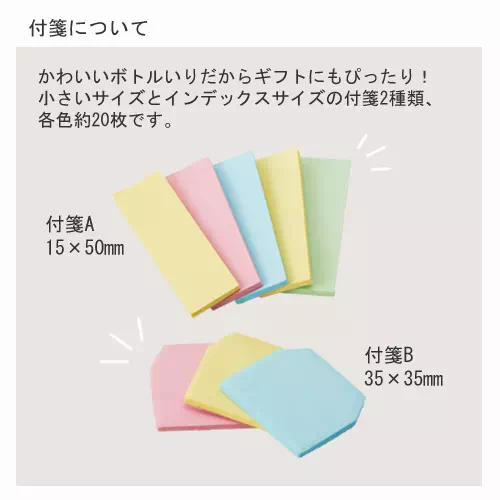 付箋について
かわいいボトルいりだからギフトにもぴったり！
小さいサイズとインデックスサイズの付箋2種類、
各色約20枚です。
付箋A
15×50mm
付箋B
35×35mm